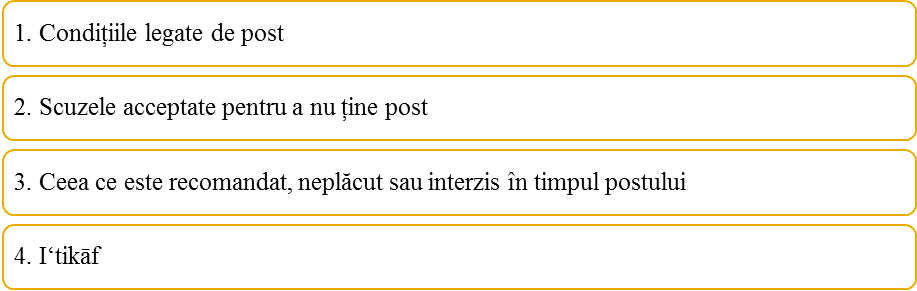 1. Condițiile legate de post
2. Scuzele acceptate pentru a nu ține post
3. Ceea ce este recomandat, neplăcut sau interzis în timpul postului
4. I‘tikāf